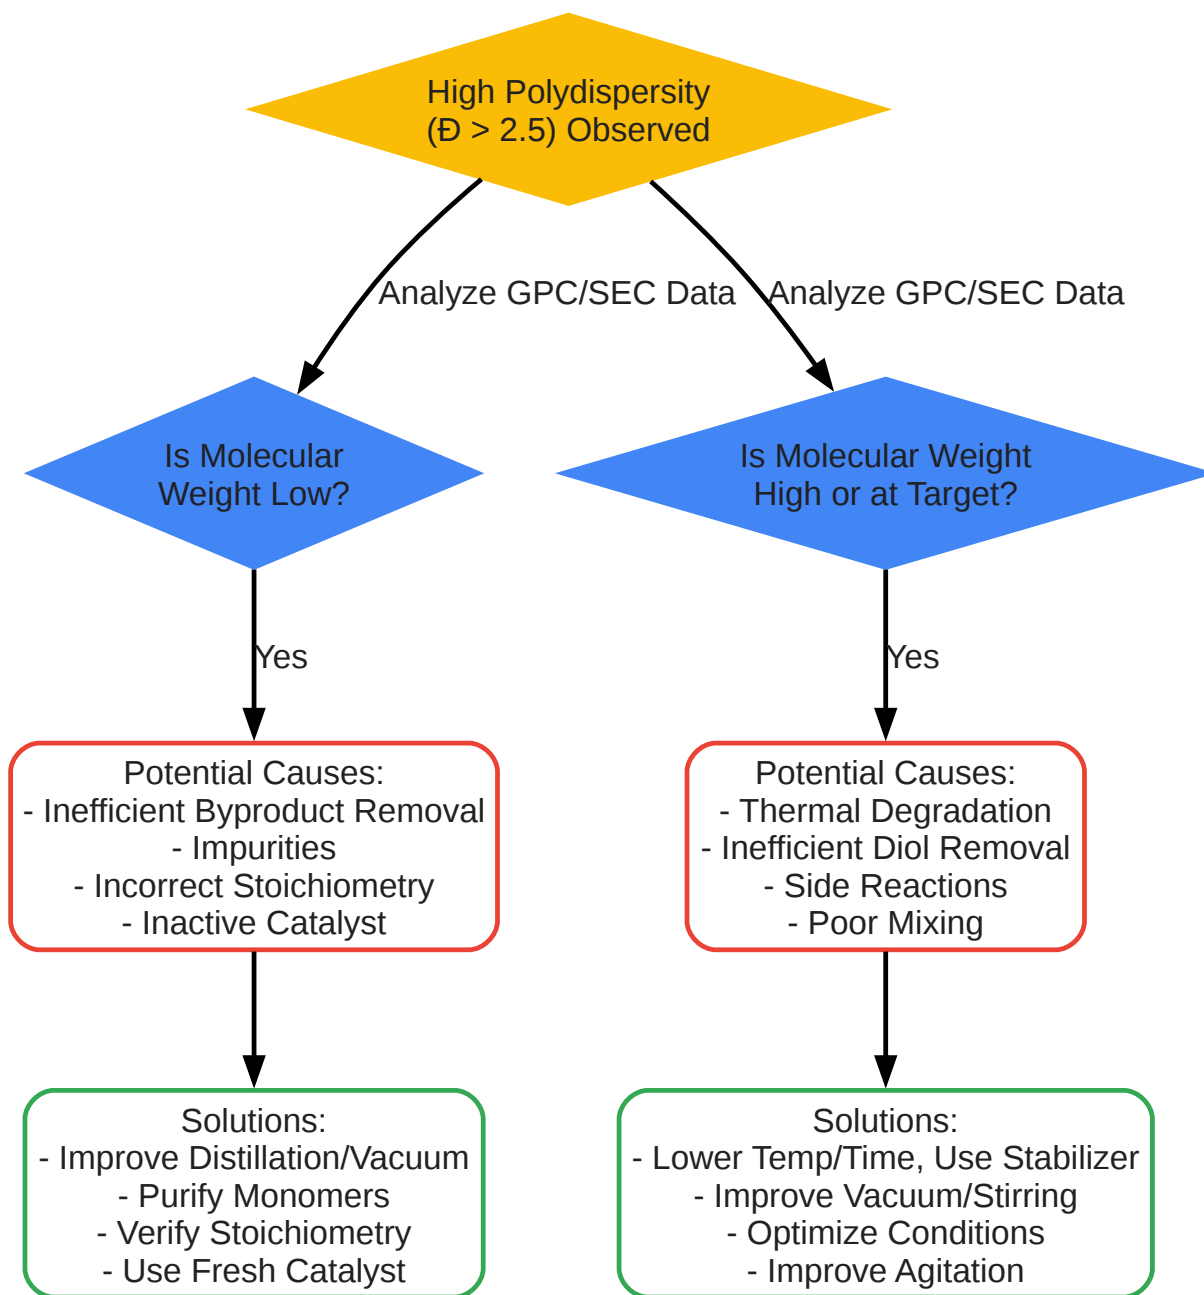 High Polydispersity
(Đ > 2.5) Observed
Analyze GPC/SEC Data
Analyze GPC/SEC Data
Is Molecular
Weight Low?
Is Molecular Weight
High or at Target?
Yes
Yes
Potential Causes:
- Inefficient Byproduct Removal
- Impurities
- Incorrect Stoichiometry
- Inactive Catalyst
Potential Causes:
- Thermal Degradation
- Inefficient Diol Removal
- Side Reactions
- Poor Mixing
Solutions:
- Improve Distillation/Vacuum
- Purify Monomers
- Verify Stoichiometry
- Use Fresh Catalyst
Solutions:
- Lower Temp/Time, Use Stabilizer
- Improve Vacuum/Stirring
- Optimize Conditions
- Improve Agitation